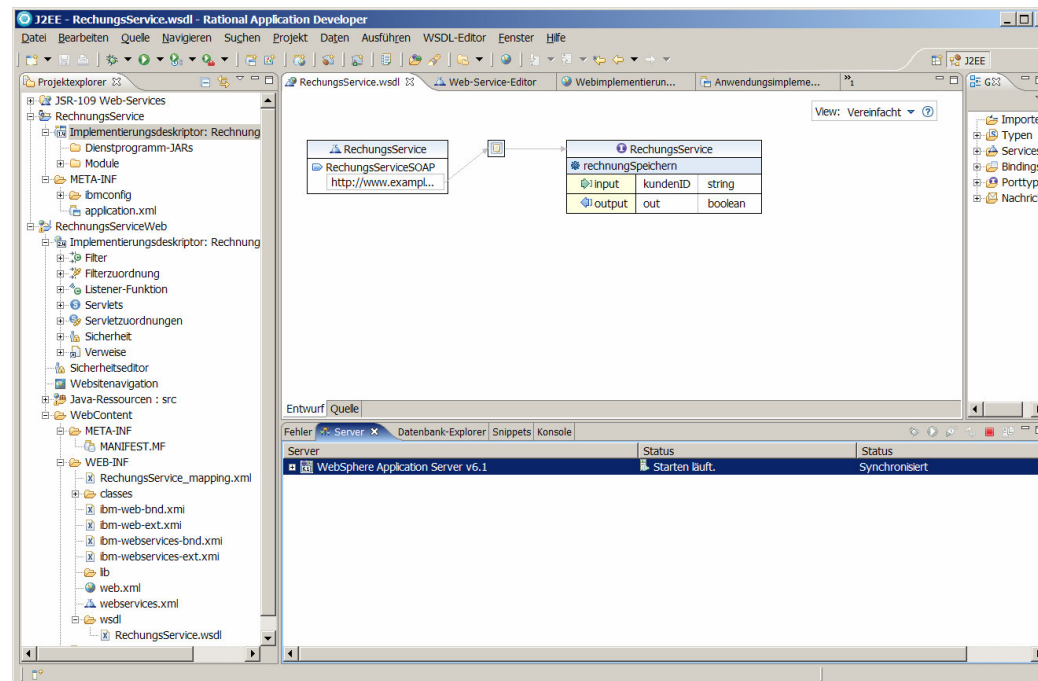 J2EE - RechungsService.wsdl - Rational Application Developer
Datei Bearbeiten Quelle Navigieren Suchen Projekt Daten Ausführen WSDL-Editor Fenster Hilfe
J2EE
Projektexplorer
JSR-109 Web-Services
RechnungsService
Implementierungsdeskriptor: Rechnung
Dienstprogramm-JARs
Module
META-INF
ibmconfig
application.xml
RechnungsServiceWeb
Implementierungsdeskriptor: Rechnung
Filter
Filterzuordnung
Listener-Funktion
Servlets
Servletzuordnungen
Sicherheit
Verweise
Sicherheitseditor
Websitenavigation
Java-Ressourcen : src
WebContent
META-INF
MANIFEST.MF
WEB-INF
RechungsService_mapping.xml
classes
ibm-web-bnd.xmi
ibm-web-ext.xmi
ibm-webservices-bnd.xmi
ibm-webservices-ext.xmi
lib
web.xml
webservices.xml
wsdl
RechungsService.wsdl
RechungsService.wsdl Web-Service-Editor Webimplementierun... Anwendungsimpleme... »1
View: Vereinfacht
RechungsService
RechungsServiceSOAP
http://www.exampl...
RechungsService
rechnungSpeichern
input kundenID string
output out boolean
Entwurf Quelle
G
Importe
Typen
Services
Bindings
Porttyp
Nachric
Fehler Server Datenbank-Explorer Snippets Konsole
Server Status Status
WebSphere Application Server v6.1 Starten läuft. Synchronisiert